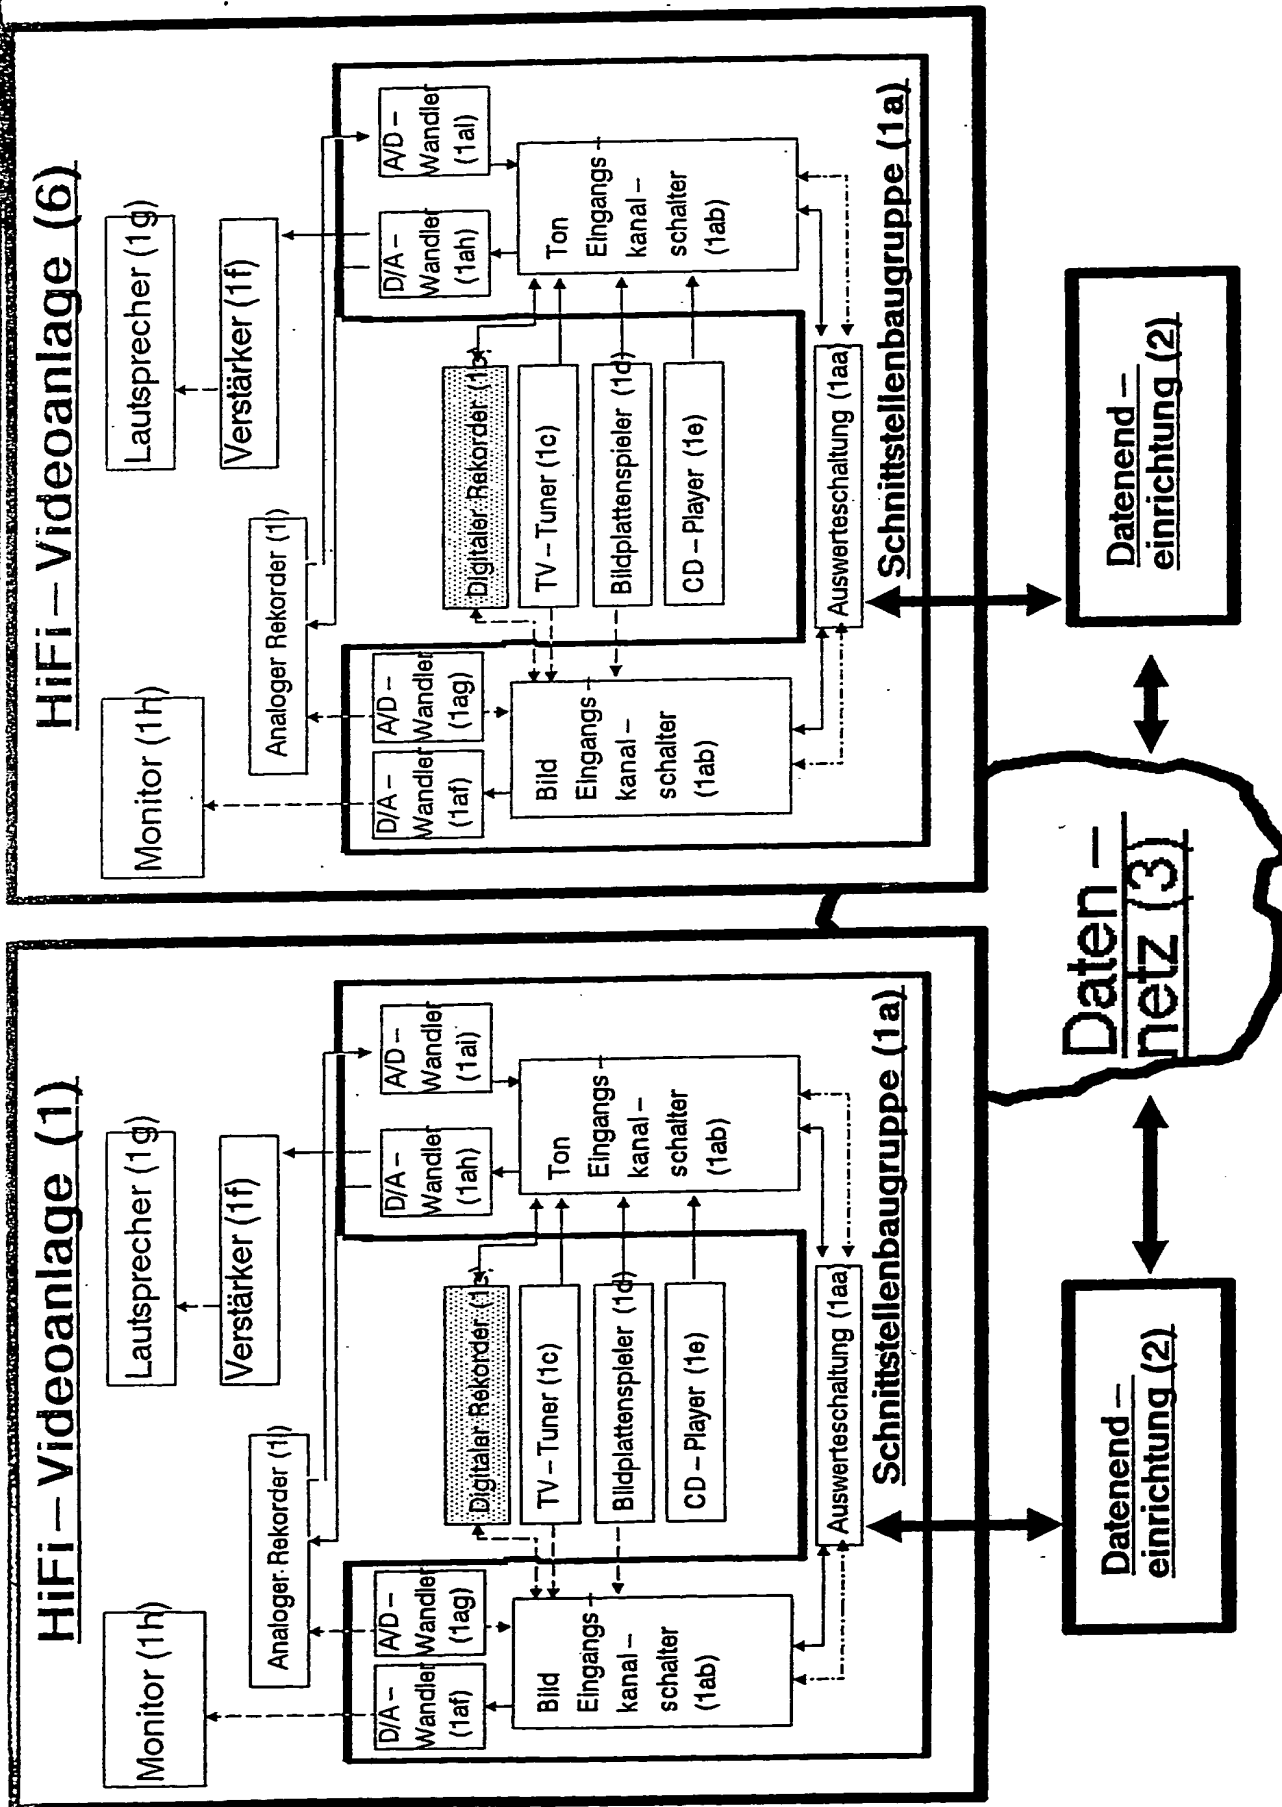 HiFi – Videoanlage (1)
Monitor (1h)
Lautsprecher (1g)
Verstärker (1f)
Analoger Rekorder (1i)
D/A –
Wandler
(1af)
A/D –
Wandler
(1ag)
D/A –
Wandler
(1ah)
A/D –
Wandler
(1ai)
Digitaler Rekorder
TV – Tuner (1c)
Bildplattenspieler (1d)
CD – Player (1e)
Bild
Eingangs –
kanal –
schalter
(1ab)
Ton
Eingangs –
kanal –
schalter
(1ab)
Auswerteschaltung (1aa)
Schnittstellenbaugruppe (1a)
Datenend –
einrichtung (2)
HiFi – Videoanlage (6)
Monitor (1h)
Lautsprecher (1g)
Verstärker (1f)
Analoger Rekorder (1i)
D/A –
Wandler
(1af)
A/D –
Wandler
(1ag)
D/A –
Wandler
(1ah)
A/D –
Wandler
(1ai)
Digitaler Rekorder
TV – Tuner (1c)
Bildplattenspieler (1d)
CD – Player (1e)
Bild
Eingangs –
kanal –
schalter
(1ab)
Ton
Eingangs –
kanal –
schalter
(1ab)
Auswerteschaltung (1aa)
Schnittstellenbaugruppe (1a)
Datenend –
einrichtung (2)
Daten –
netz (3)